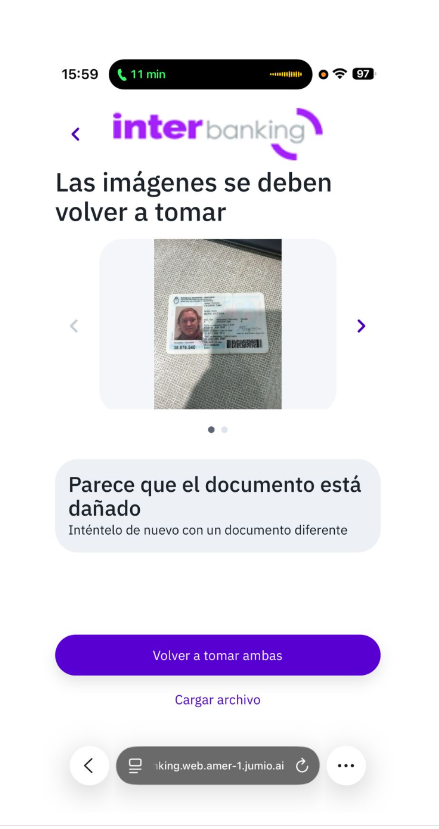 15:59
11 min
97
inter banking
Las imágenes se deben
volver a tomar
Parece que el documento está
dañado
Inténtelo de nuevo con un documento diferente
Volver a tomar ambas
Cargar archivo
king.web.amer-1.jumio.ai